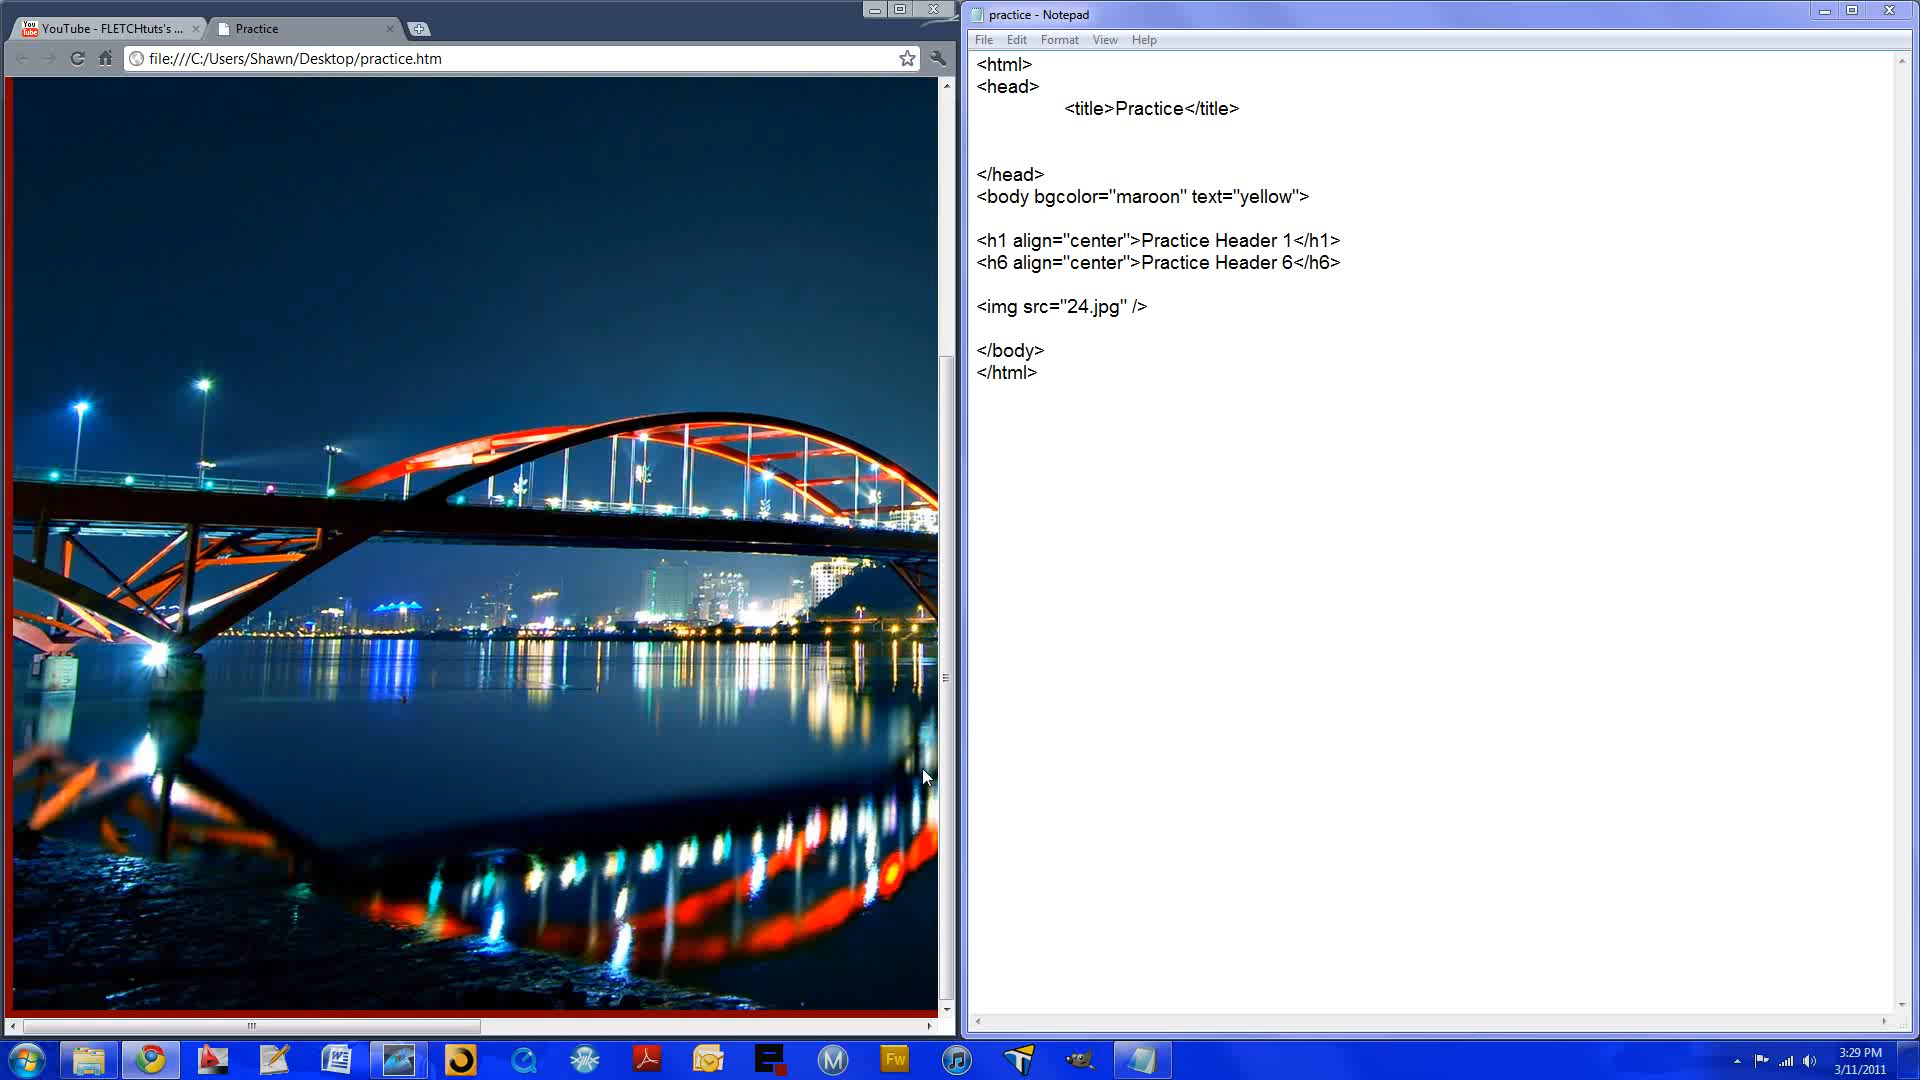 YouTube - FLETCHtuts's ...
Practice
file:///C:/Users/Shawn/Desktop/practice.htm
practice - Notepad
File Edit Format View Help
<html>
<head>
<title>Practice</title>
</head>
<body bgcolor="maroon" text="yellow">
<h1 align="center">Practice Header 1</h1>
<h6 align="center">Practice Header 6</h6>
<img src="24.jpg" />
</body>
</html>
Fw
3:29 PM
3/11/2011